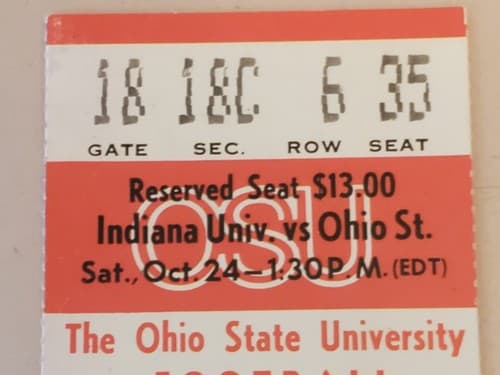 18 18C 6 35
GATE SEC. ROW SEAT
Reserved Seat $13.00
OSU
Indiana Univ. vs Ohio St.
Sat., Oct. 24—1:30 P.M. (EDT)
The Ohio State University
FOOTBALL